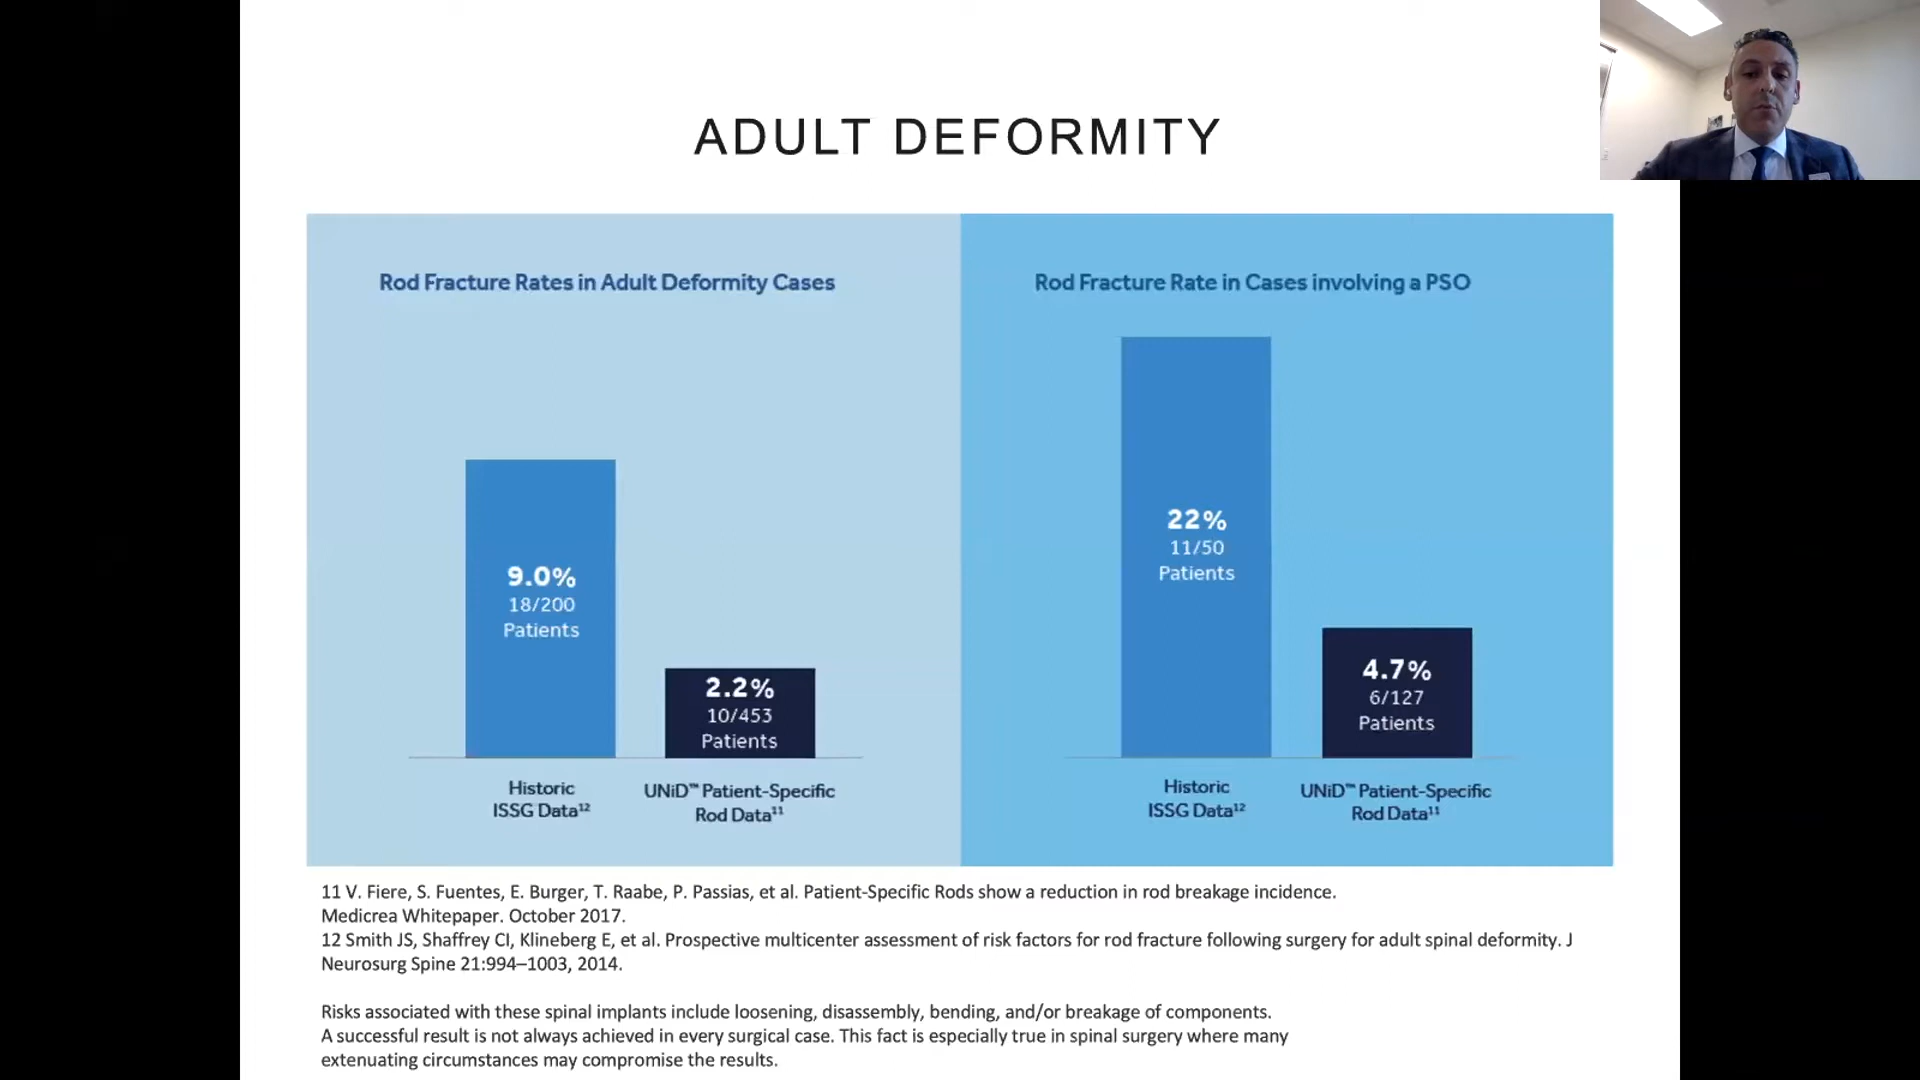 ADULT DEFORMITY
Rod Fracture Rates in Adult Deformity Cases
9.0%
18/200
Patients
2.2%
10/453
Patients
Historic
ISSG Data¹²
UNiD™ Patient-Specific
Rod Data¹¹
Rod Fracture Rate in Cases involving a PSO
22%
11/50
Patients
4.7%
6/127
Patients
Historic
ISSG Data¹²
UNiD™ Patient-Specific
Rod Data¹¹
11 V. Fiere, S. Fuentes, E. Burger, T. Raabe, P. Passias, et al. Patient-Specific Rods show a reduction in rod breakage incidence.
Medicrea Whitepaper. October 2017.
12 Smith JS, Shaffrey CI, Klineberg E, et al. Prospective multicenter assessment of risk factors for rod fracture following surgery for adult spinal deformity. J
Neurosurg Spine 21:994–1003, 2014.
Risks associated with these spinal implants include loosening, disassembly, bending, and/or breakage of components.
A successful result is not always achieved in every surgical case. This fact is especially true in spinal surgery where many
extenuating circumstances may compromise the results.